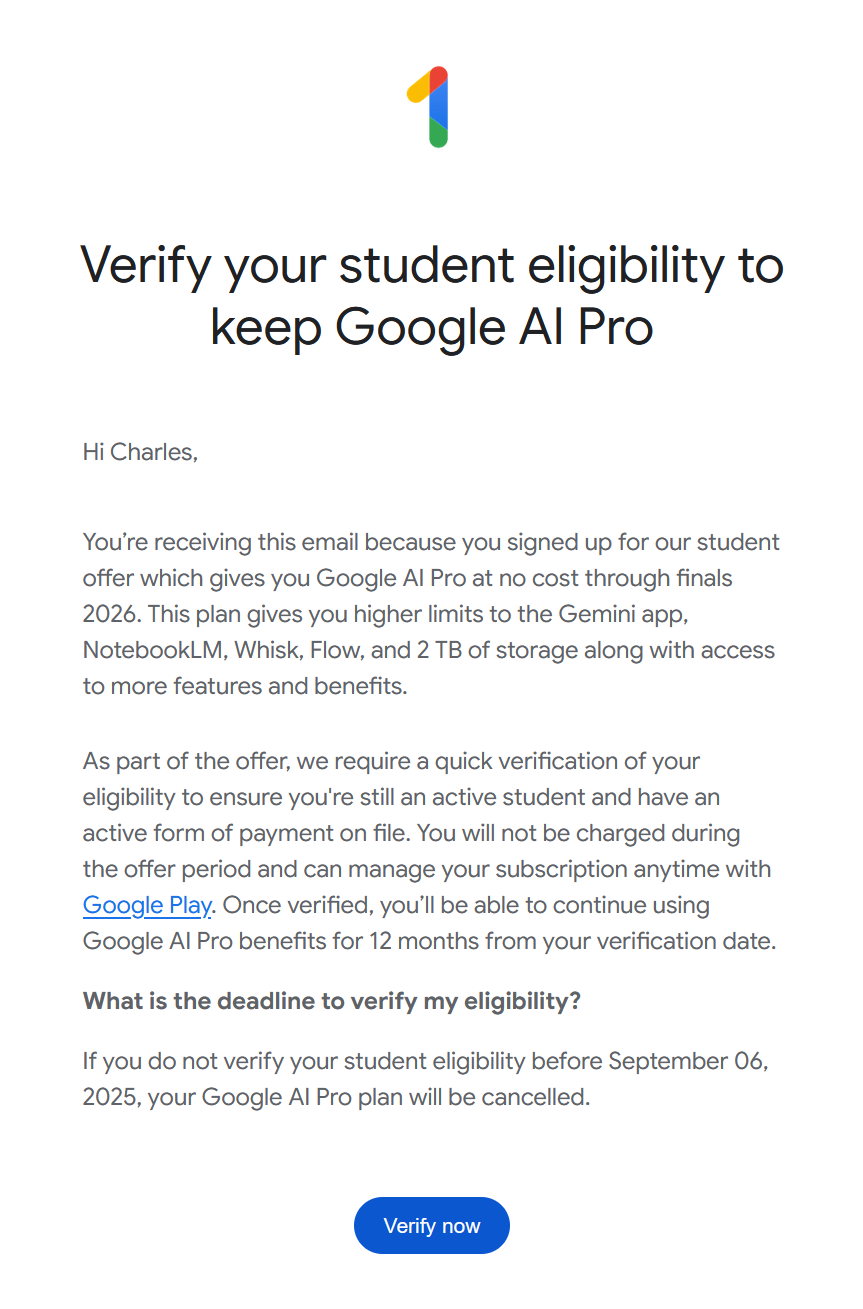 Verify your student eligibility to
keep Google AI Pro
Hi Charles,
You’re receiving this email because you signed up for our student
offer which gives you Google AI Pro at no cost through finals
2026. This plan gives you higher limits to the Gemini app,
NotebookLM, Whisk, Flow, and 2 TB of storage along with access
to more features and benefits.
As part of the offer, we require a quick verification of your
eligibility to ensure you're still an active student and have an
active form of payment on file. You will not be charged during
the offer period and can manage your subscription anytime with
Google Play. Once verified, you’ll be able to continue using
Google AI Pro benefits for 12 months from your verification date.
What is the deadline to verify my eligibility?
If you do not verify your student eligibility before September 06,
2025, your Google AI Pro plan will be cancelled.
Verify now